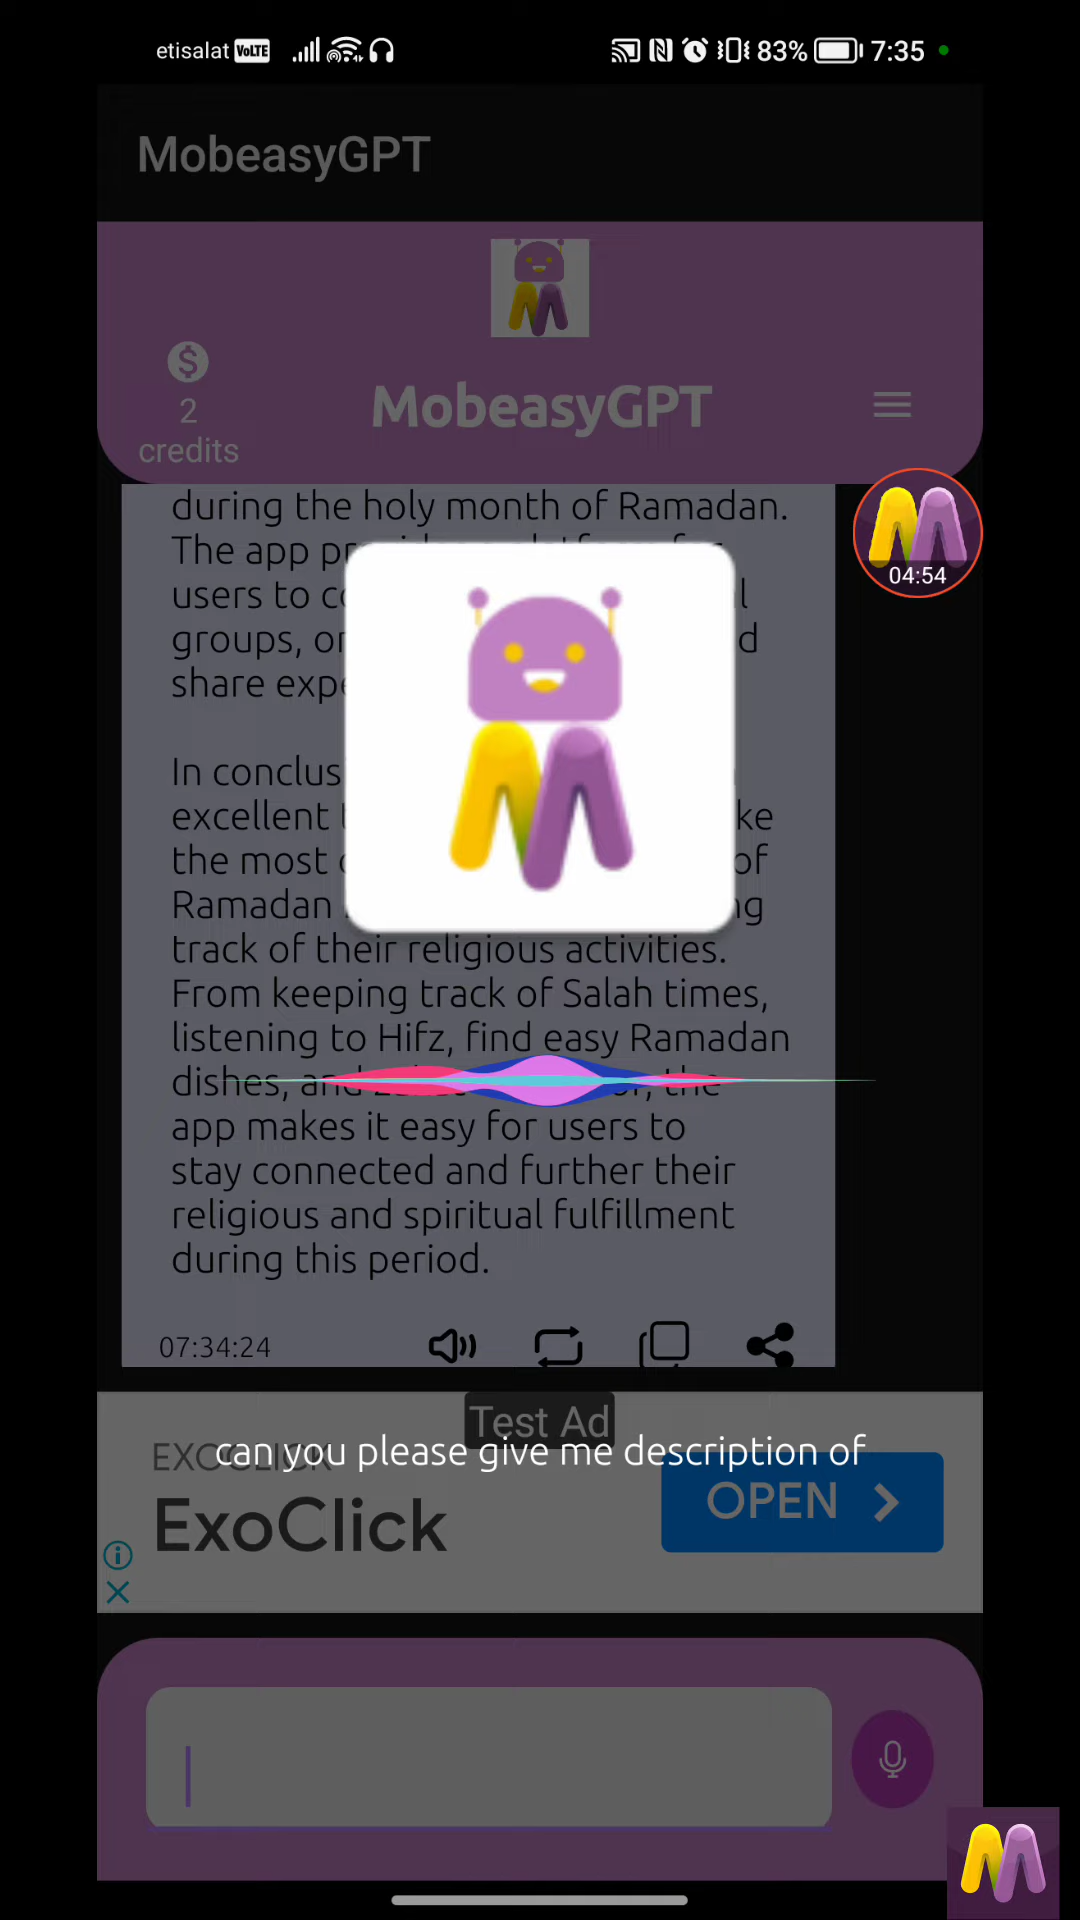 etisalat VoLTE 83% 7:35
MobeasyGPT
2
credits
MobeasyGPT
04:54
during the holy month of Ramadan.
The app
users to
groups,
share
In
excellent
the most of
Ramadan
track of their religious activities.
From keeping track of Salah times,
listening to Hifz, find easy Ramadan
dishes, the
app makes it easy for users to
stay connected and further their
religious and spiritual fulfillment
during this period.
07:34:24
Test Ad
EXOCLICK
can you please give me description of
ExoClick
OPEN